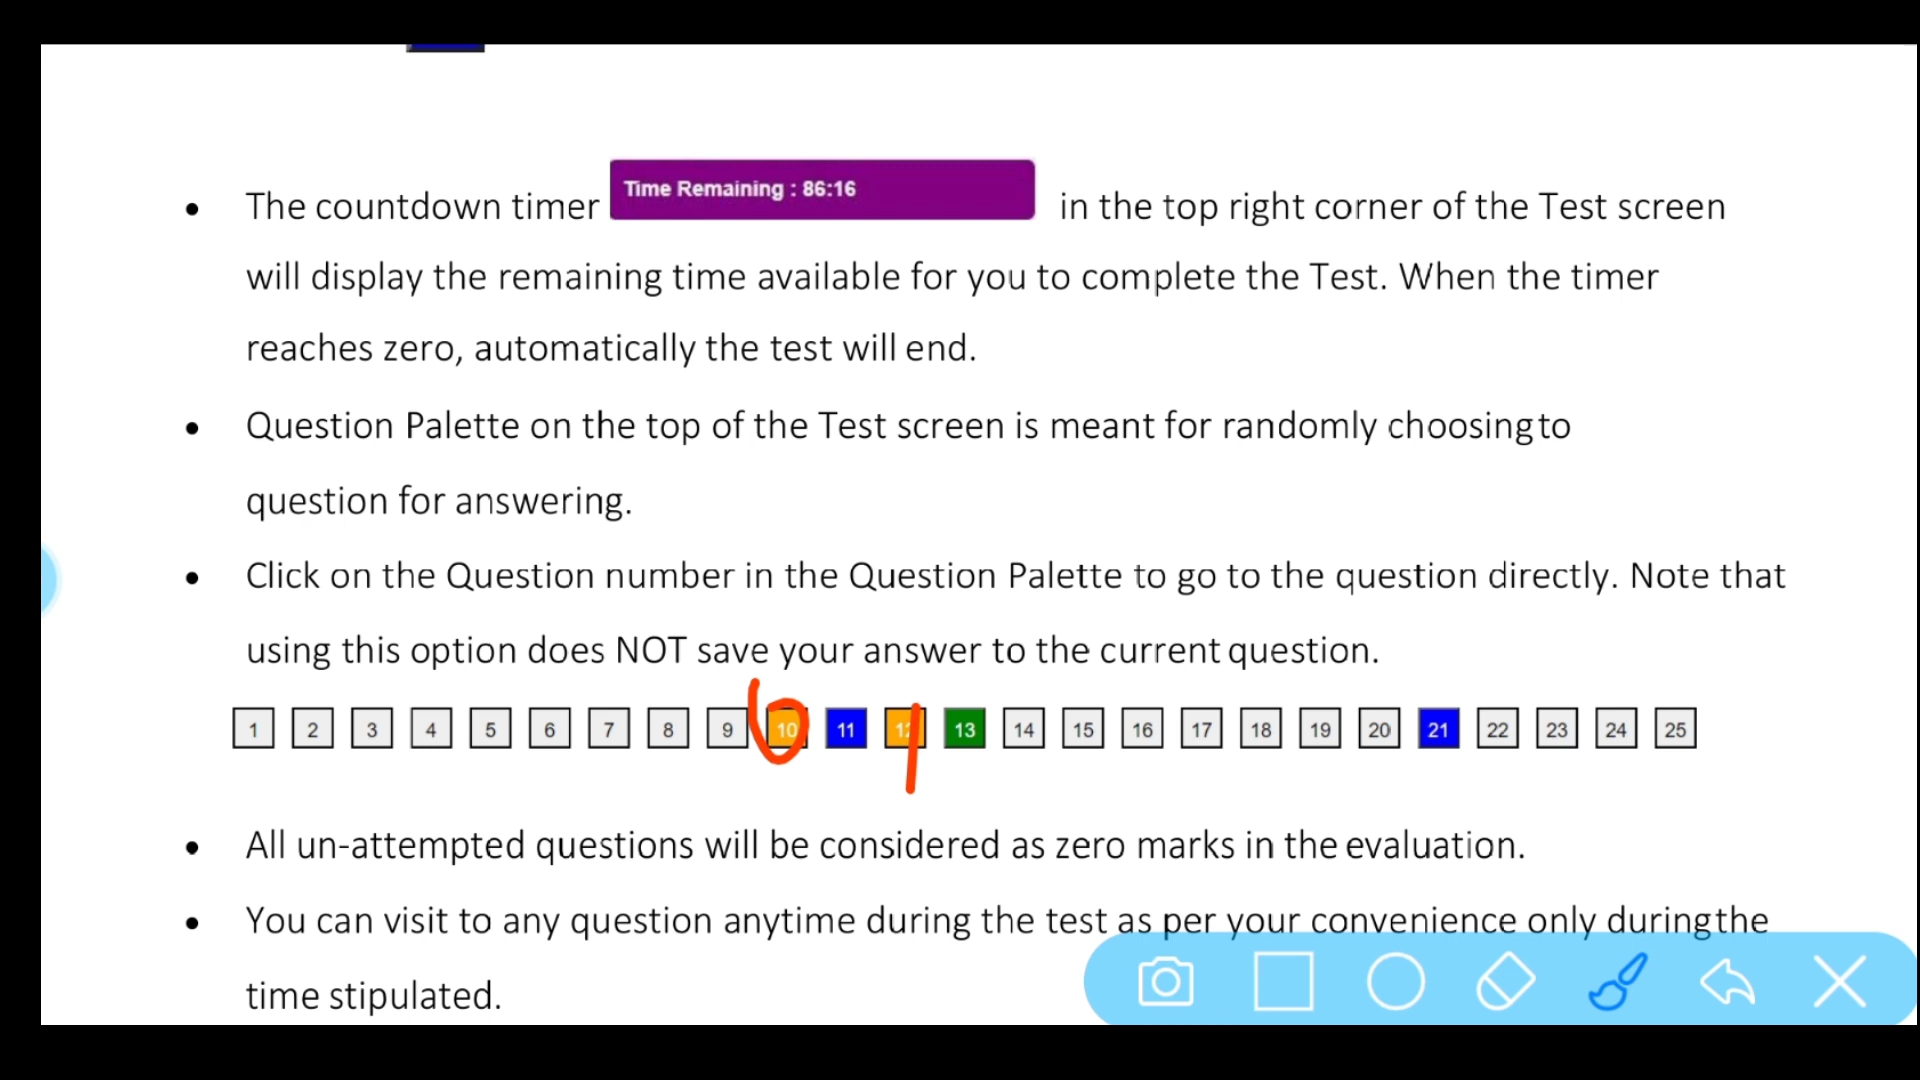 The countdown timer Time Remaining : 86:16 in the top right corner of the Test screen
will display the remaining time available for you to complete the Test. When the timer
reaches zero, automatically the test will end.
Question Palette on the top of the Test screen is meant for randomly choosing to
question for answering.
Click on the Question number in the Question Palette to go to the question directly. Note that
using this option does NOT save your answer to the current question.
1 2 3 4 5 6 7 8 9 10 11 12 13 14 15 16 17 18 19 20 21 22 23 24 25
All un-attempted questions will be considered as zero marks in the evaluation.
You can visit to any question anytime during the test as per your convenience only during the
time stipulated.